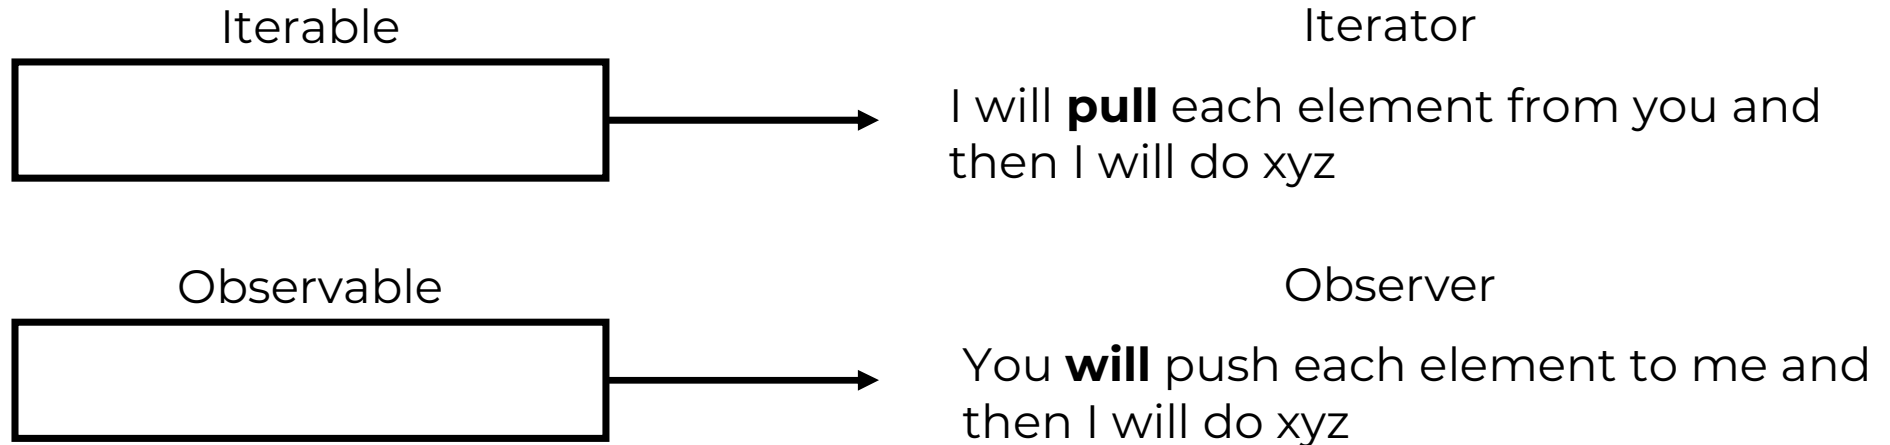 Iterable
Iterator
I will pull each element from you and
then I will do xyz
Observable
Observer
You will push each element to me and
then I will do xyz